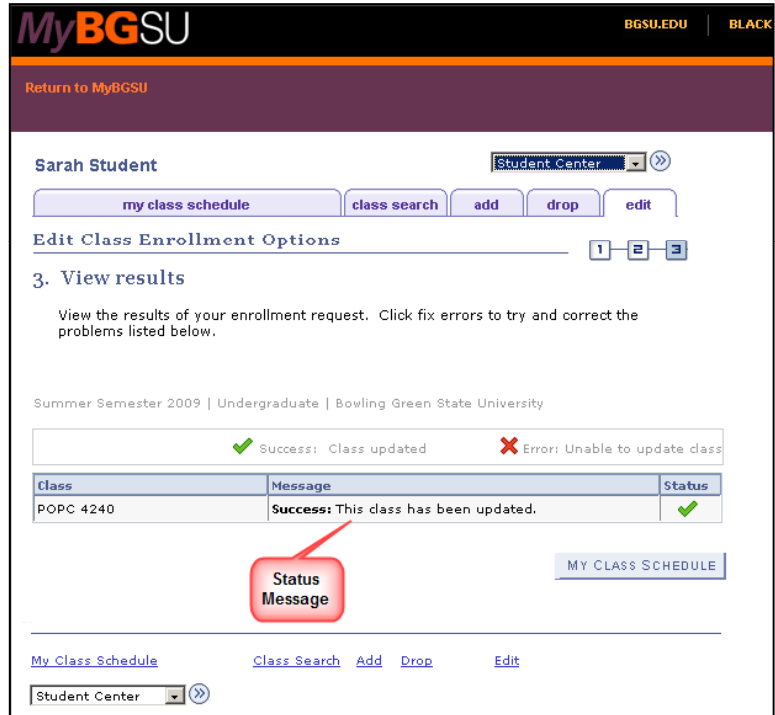 MyBGSU
BGSU.EDU | BLACK
Return to MyBGSU
Sarah Student
Student Center
my class schedule class search add drop edit
Edit Class Enrollment Options
1 2 3
3. View results
View the results of your enrollment request. Click fix errors to try and correct the
problems listed below.
Summer Semester 2009 | Undergraduate | Bowling Green State University
Success: Class updated Error: Unable to update class
Class Message Status
POPC 4240 Success: This class has been updated.
Status
Message
MY CLASS SCHEDULE
My Class Schedule Class Search Add Drop Edit
Student Center